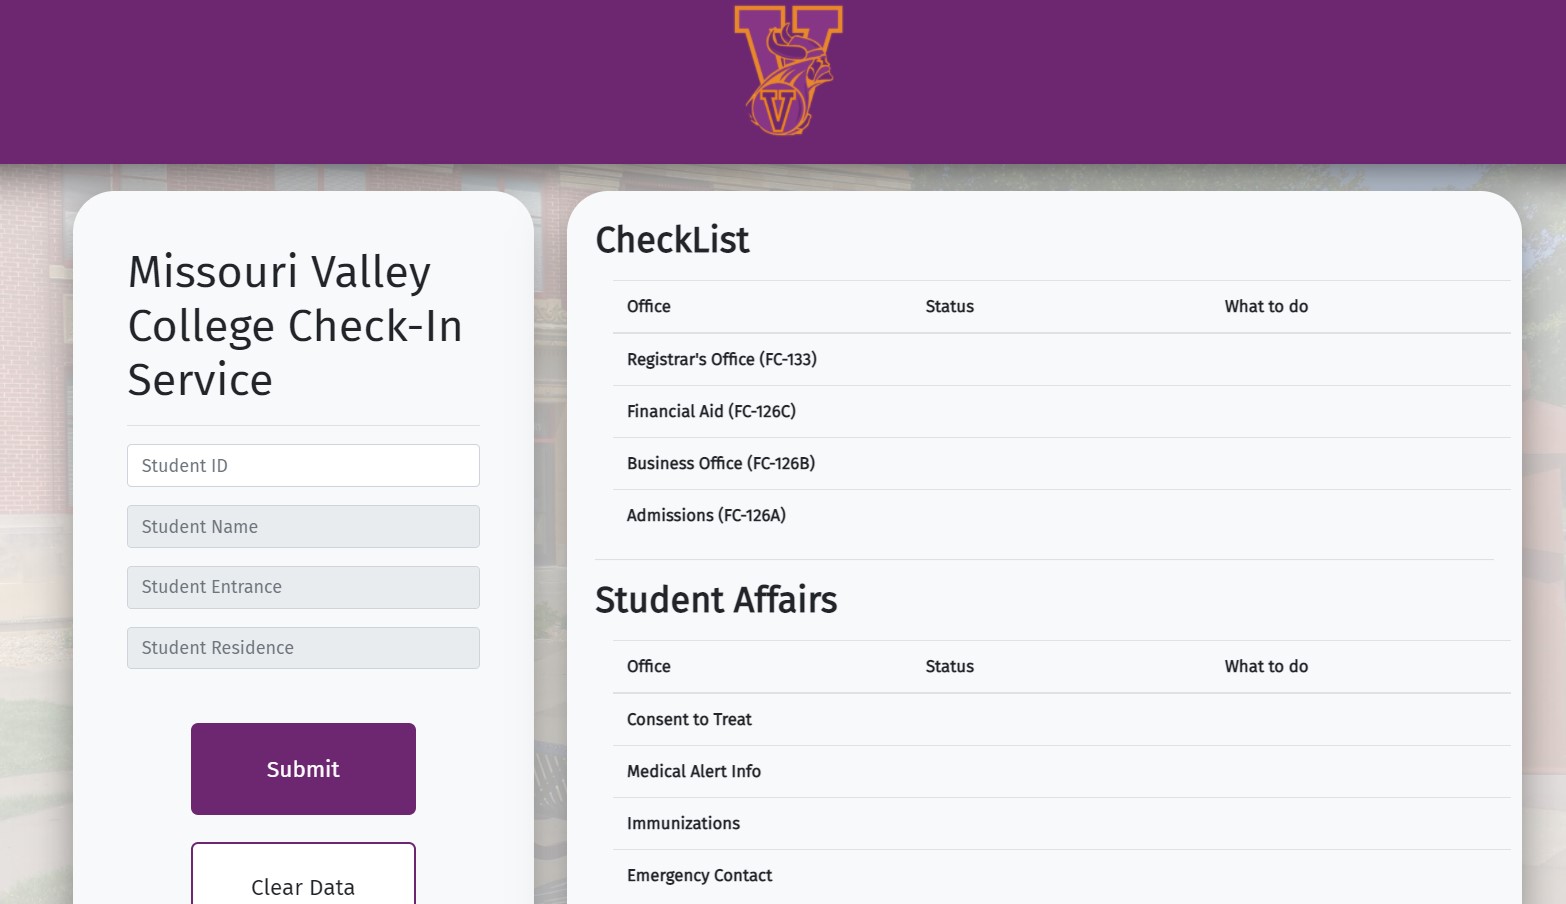 V
V
Missouri Valley
College Check-In
Service
Student ID
Student Name
Student Entrance
Student Residence
Submit
Clear Data
CheckList
Office Status What to do
Registrar's Office (FC-133)
Financial Aid (FC-126C)
Business Office (FC-126B)
Admissions (FC-126A)
Student Affairs
Office Status What to do
Consent to Treat
Medical Alert Info
Immunizations
Emergency Contact